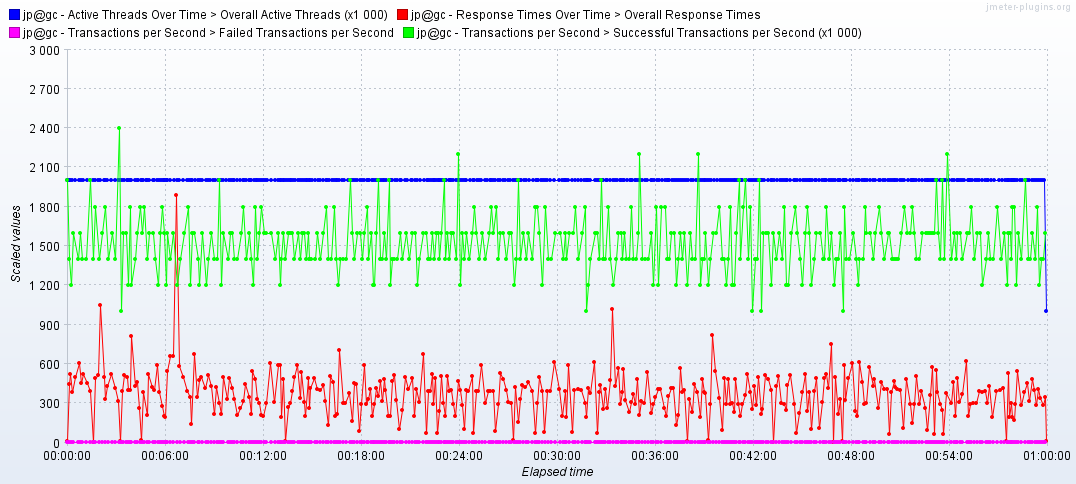 jp@gc - Active Threads Over Time > Overall Active Threads (x1 000) jp@gc - Response Times Over Time > Overall Response Times
jmeter-plugins.org
jp@gc - Transactions per Second > Failed Transactions per Second jp@gc - Transactions per Second > Successful Transactions per Second (x1 000)
3 000
2 700
2 400
2 100
1 800
1 500
1 200
900
600
300
0
Scaled values
00:00:00 00:06:00 00:12:00 00:18:00 00:24:00 00:30:00 00:36:00 00:42:00 00:48:00 00:54:00 01:00:00
Elapsed time